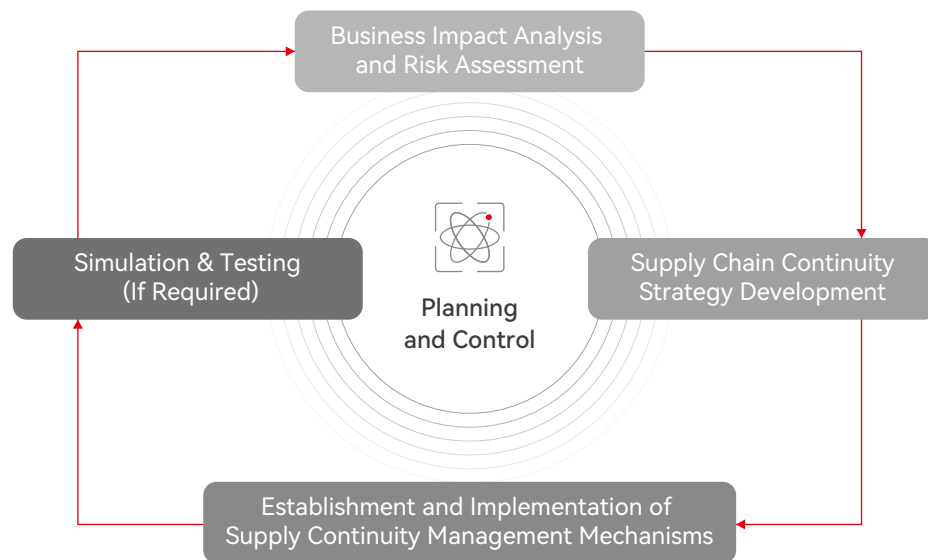 Business Impact Analysis
and Risk Assessment
Simulation & Testing
(If Required)
Planning
and Control
Supply Chain Continuity
Strategy Development
Establishment and Implementation of
Supply Continuity Management Mechanisms